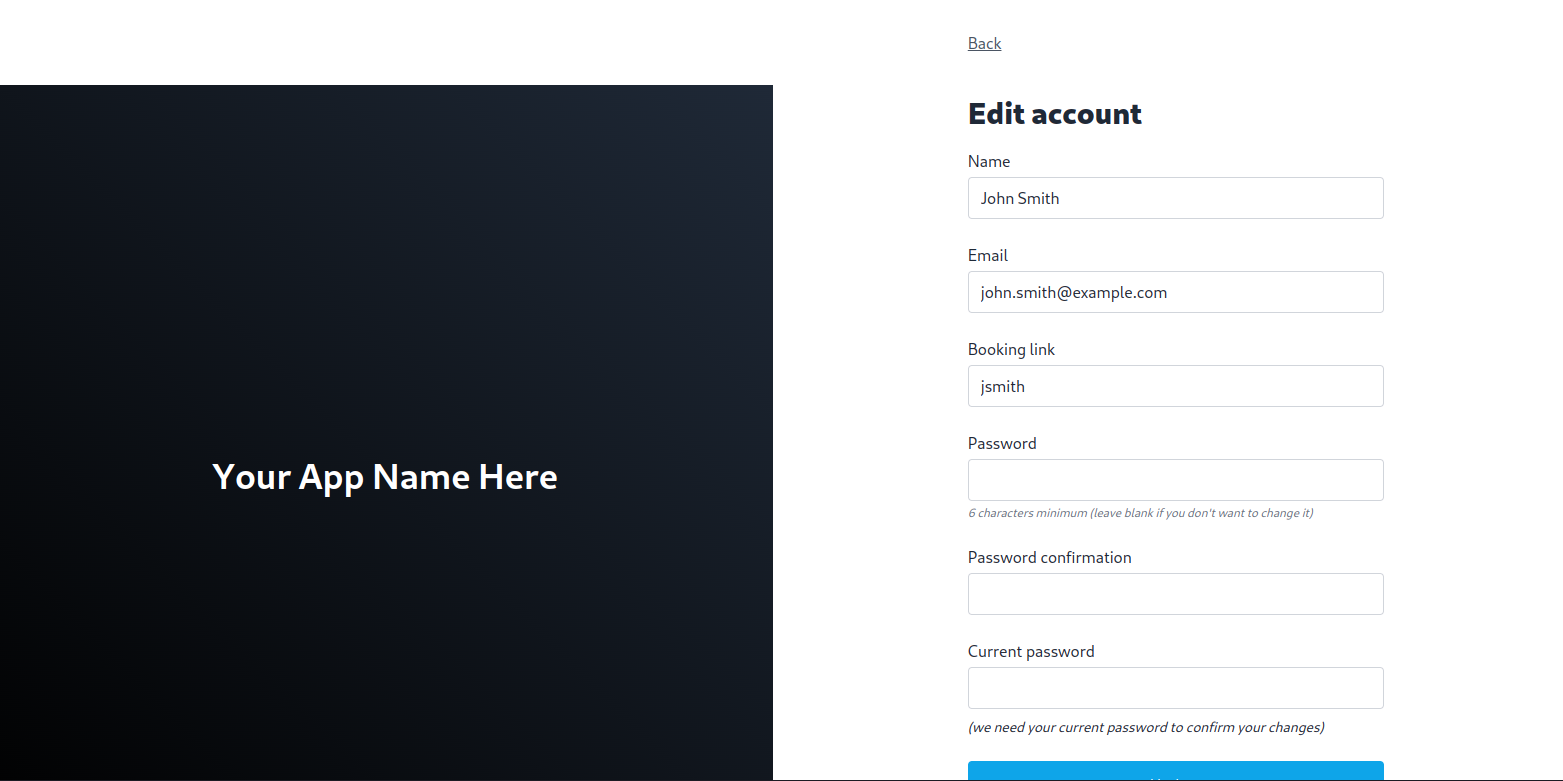 Back
Your App Name Here
Edit account
Name
John Smith
Email
john.smith@example.com
Booking link
jsmith
Password
6 characters minimum (leave blank if you don't want to change it)
Password confirmation
Current password
(we need your current password to confirm your changes)